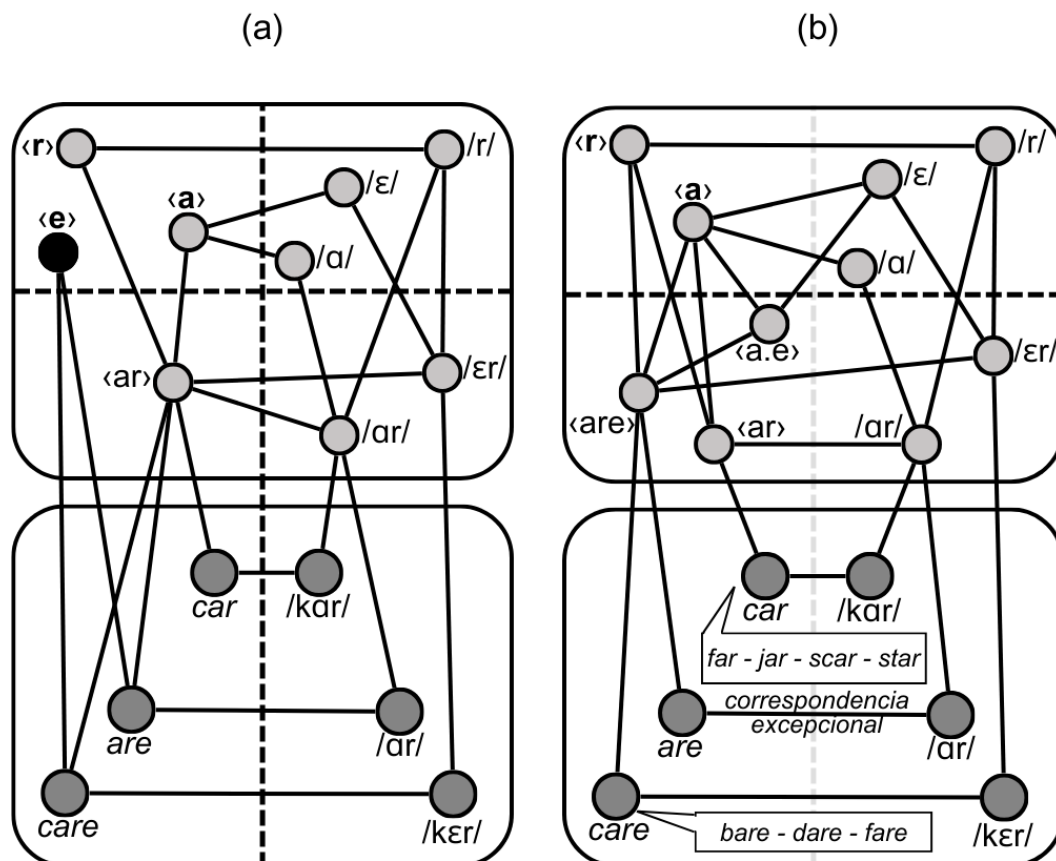 (a)
‹r›
/r/
‹a›
/ɛ/
‹e›
/ɑ/
‹ar›
/ɛr/
/ɑr/
car
/kɑr/
are
/ɑr/
care
/kɛr/
(b)
‹r›
/r/
‹a›
/ɛ/
/ɑ/
‹a.e›
/ɛr/
‹are›
‹ar›
/ɑr/
car
/kɑr/
far - jar - scar - star
correspondencia
excepcional
are
/ɑr/
care
bare - dare - fare
/kɛr/